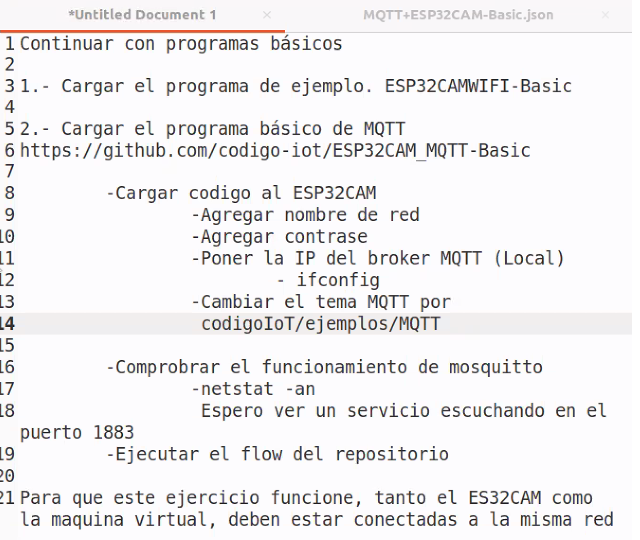 *Untitled Document 1 × MQTT+ESP32CAM-Basic.json ×
1 Continuar con programas básicos
2
3 1.- Cargar el programa de ejemplo. ESP32CAMWIFI-Basic
4
5 2.- Cargar el programa básico de MQTT
6 https://github.com/codigo-iot/ESP32CAM_MQTT-Basic
7
8 -Cargar codigo al ESP32CAM
9 -Agregar nombre de red
10 -Agregar contrase
11 -Poner la IP del broker MQTT (Local)
12 - ifconfig
13 -Cambiar el tema MQTT por
14 codigoIoT/ejemplos/MQTT
15
16 -Comprobrar el funcionamiento de mosquitto
17 -netstat -an
18 Espero ver un servicio escuchando en el
puerto 1883
19 -Ejecutar el flow del repositorio
20
21 Para que este ejercicio funcione, tanto el ES32CAM como
la maquina virtual, deben estar conectadas a la misma red